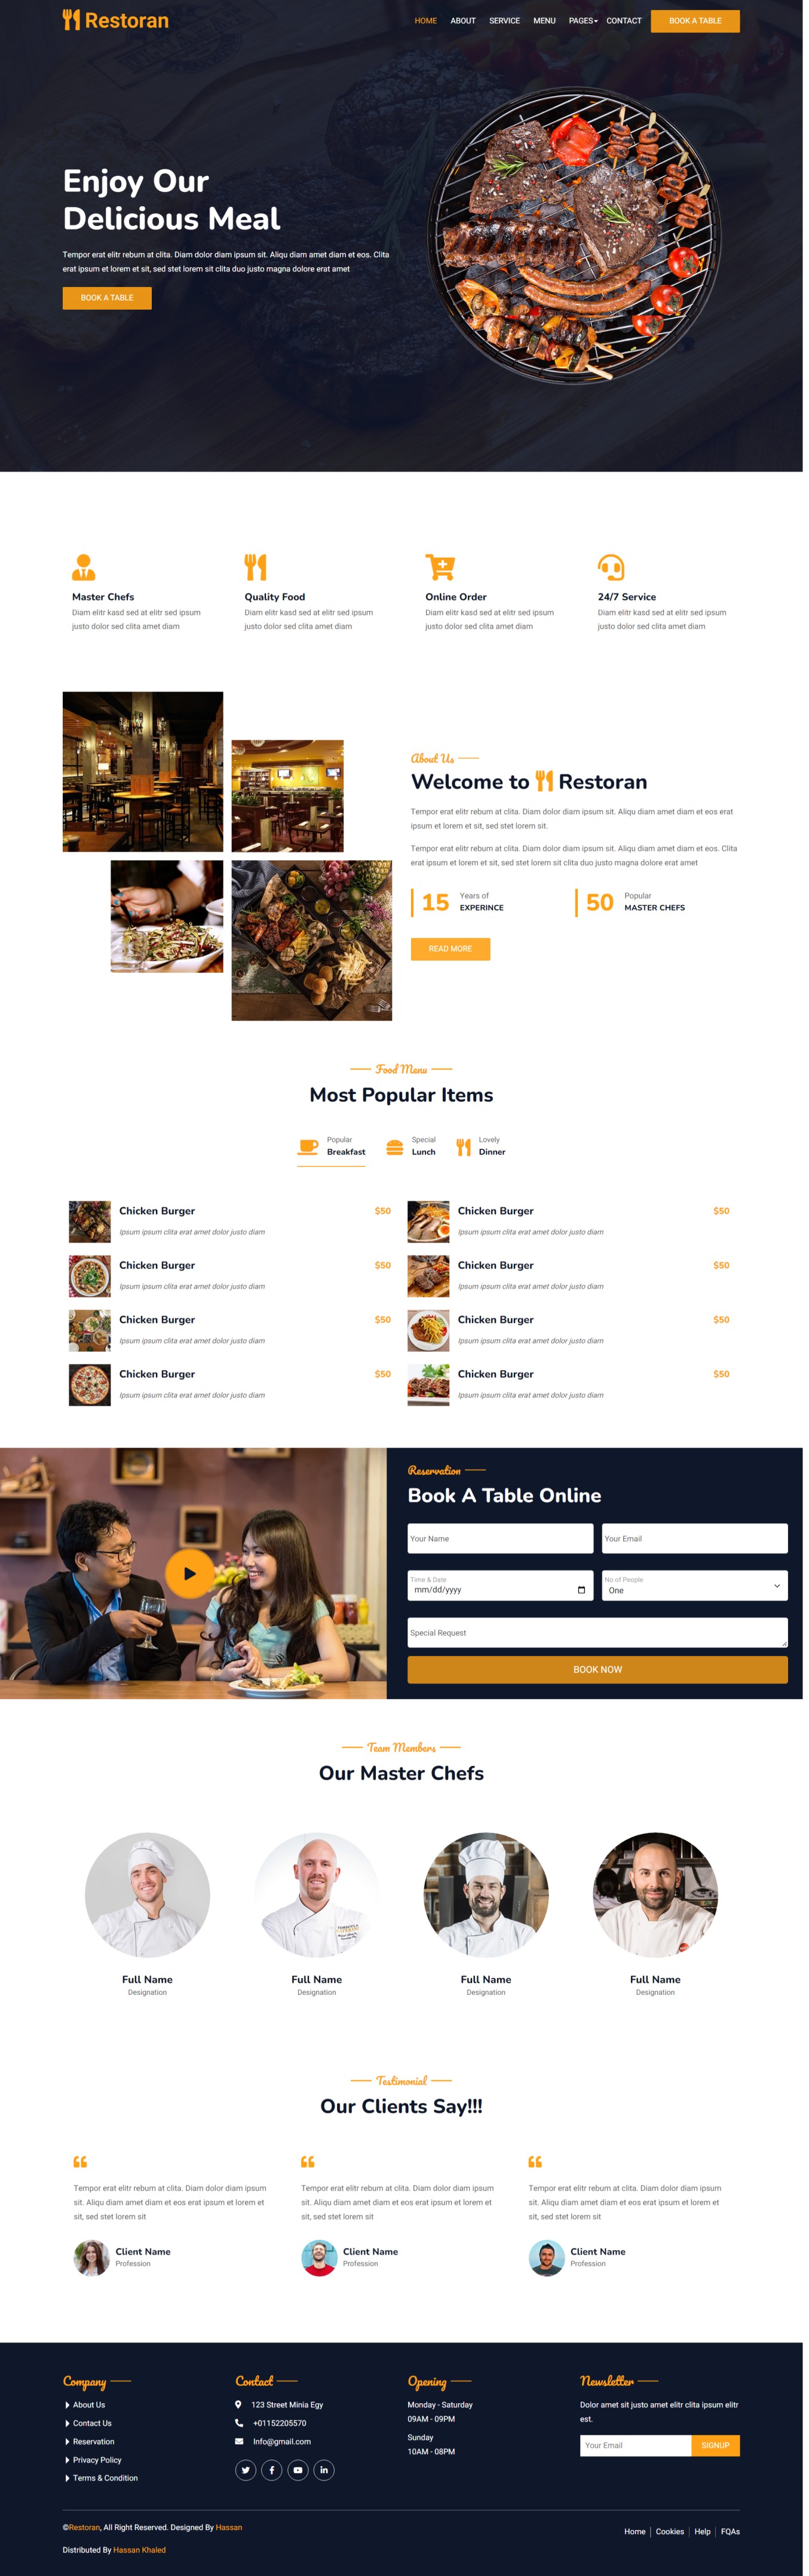 Restoran
HOME ABOUT SERVICE MENU PAGES CONTACT BOOK A TABLE
Enjoy Our
Delicious Meal
Tempor erat elitr rebum at clita. Diam dolor diam ipsum sit. Aliqu diam amet diam et eos. Clita
erat ipsum et lorem et sit, sed stet lorem sit clita duo justo magna dolore erat amet
BOOK A TABLE
Master Chefs
Diam elitr kasd sed at elitr sed ipsum
justo dolor sed clita amet diam
Quality Food
Diam elitr kasd sed at elitr sed ipsum
justo dolor sed clita amet diam
Online Order
Diam elitr kasd sed at elitr sed ipsum
justo dolor sed clita amet diam
24/7 Service
Diam elitr kasd sed at elitr sed ipsum
justo dolor sed clita amet diam
About Us
Welcome to Restoran
Tempor erat elitr rebum at clita. Diam dolor diam ipsum sit. Aliqu diam amet diam et eos erat
ipsum et lorem et sit, sed stet lorem sit.
Tempor erat elitr rebum at clita. Diam dolor diam ipsum sit. Aliqu diam amet diam et eos. Clita
erat ipsum et lorem et sit, sed stet lorem sit clita duo justo magna dolore erat amet
15 Years of
EXPERINCE
50 Popular
MASTER CHEFS
READ MORE
Food Menu
Most Popular Items
Popular
Breakfast
Special
Lunch
Lovely
Dinner
Chicken Burger $50
Ipsum ipsum clita erat amet dolor justo diam
Chicken Burger $50
Ipsum ipsum clita erat amet dolor justo diam
Chicken Burger $50
Ipsum ipsum clita erat amet dolor justo diam
Chicken Burger $50
Ipsum ipsum clita erat amet dolor justo diam
Chicken Burger $50
Ipsum ipsum clita erat amet dolor justo diam
Chicken Burger $50
Ipsum ipsum clita erat amet dolor justo diam
Chicken Burger $50
Ipsum ipsum clita erat amet dolor justo diam
Chicken Burger $50
Ipsum ipsum clita erat amet dolor justo diam
Reservation
Book A Table Online
Your Name
Your Email
Time & Date
mm/dd/yyyy
No of People
One
Special Request
BOOK NOW
Team Members
Our Master Chefs
Full Name
Designation
Full Name
Designation
Full Name
Designation
Full Name
Designation
Testimonial
Our Clients Say!!!
Tempor erat elitr rebum at clita. Diam dolor diam ipsum
sit. Aliqu diam amet diam et eos erat ipsum et lorem et
sit, sed stet lorem sit
Client Name
Profession
Tempor erat elitr rebum at clita. Diam dolor diam ipsum
sit. Aliqu diam amet diam et eos erat ipsum et lorem et
sit, sed stet lorem sit
Client Name
Profession
Tempor erat elitr rebum at clita. Diam dolor diam ipsum
sit. Aliqu diam amet diam et eos erat ipsum et lorem et
sit, sed stet lorem sit
Client Name
Profession
Company
About Us
Contact Us
Reservation
Privacy Policy
Terms & Condition
Contact
123 Street Minia Egy
+01152205570
Info@gmail.com
Opening
Monday - Saturday
09AM - 09PM
Sunday
10AM - 08PM
Newsletter
Dolor amet sit justo amet elitr clita ipsum elitr
est.
Your Email SIGNUP
©Restoran, All Right Reserved. Designed By Hassan
Distributed By Hassan Khaled
Home Cookies Help FQAs